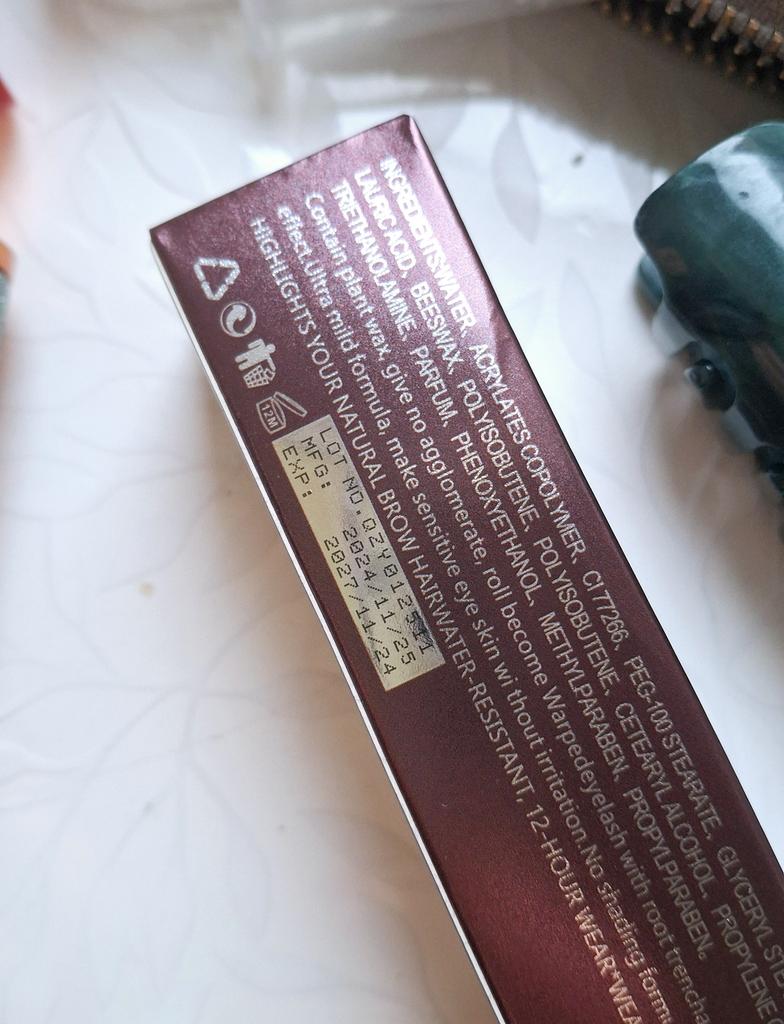 INGREDIENTSWATER、ACRYLATES COPOLYMER、CI 77266、PEG-100 STEARATE、GLYCERYL
LAURIC ACID、BEESWAX、POLYISOBUTENE、POLYISOBUTENE、CETEARYL ALCOHOL、PROPYLENE
TRIETHANOLAMINE、PARFUM、PHENOXYETHANOL、METHYLPARABEN、PROPYLPARABEN、
Contain plant wax, give no agglomerate, roll become Warpedeyelash with root
effect.Ultra mild formula, make sensitive eye skin wi thout irritation.No shading
HIGHLIGHTS YOUR NATURAL BROW HAIRWATER-RESISTANT, 12-HOUR WEAR
12M
LOT NO.QZY0125
MFG: 2024/11/25
EXP: 2027/11/24